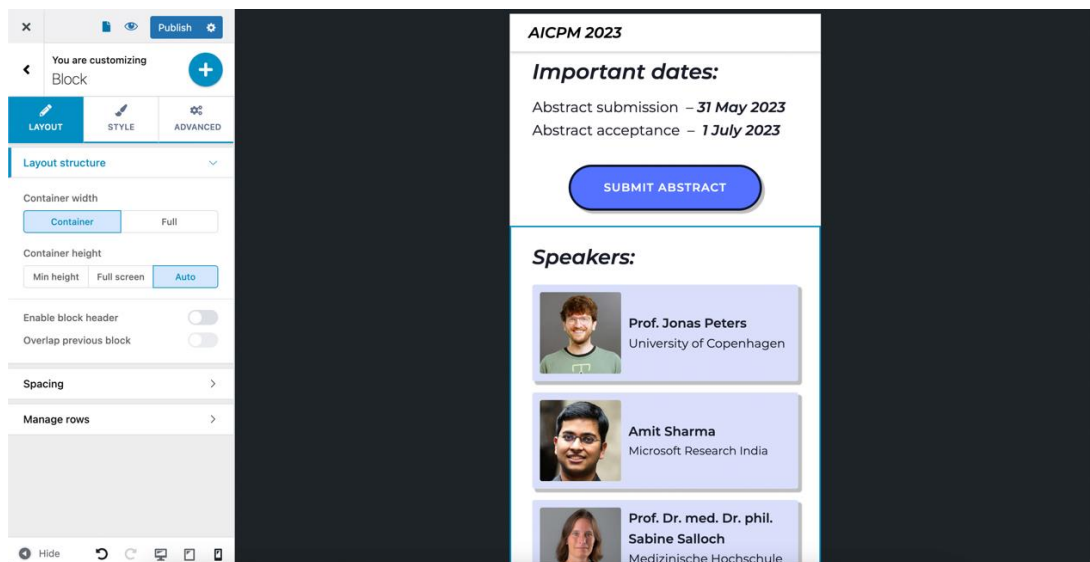 Publish
You are customizing
Block
LAYOUT
STYLE
ADVANCED
Layout structure
Container width
Container
Full
Container height
Min height
Full screen
Auto
Enable block header
Overlap previous block
Spacing
Manage rows
Hide
AICPM 2023
Important dates:
Abstract submission – 31 May 2023
Abstract acceptance – 1 July 2023
SUBMIT ABSTRACT
Speakers:
Prof. Jonas Peters
University of Copenhagen
Amit Sharma
Microsoft Research India
Prof. Dr. med. Dr. phil.
Sabine Salloch
Medizinische Hochschule